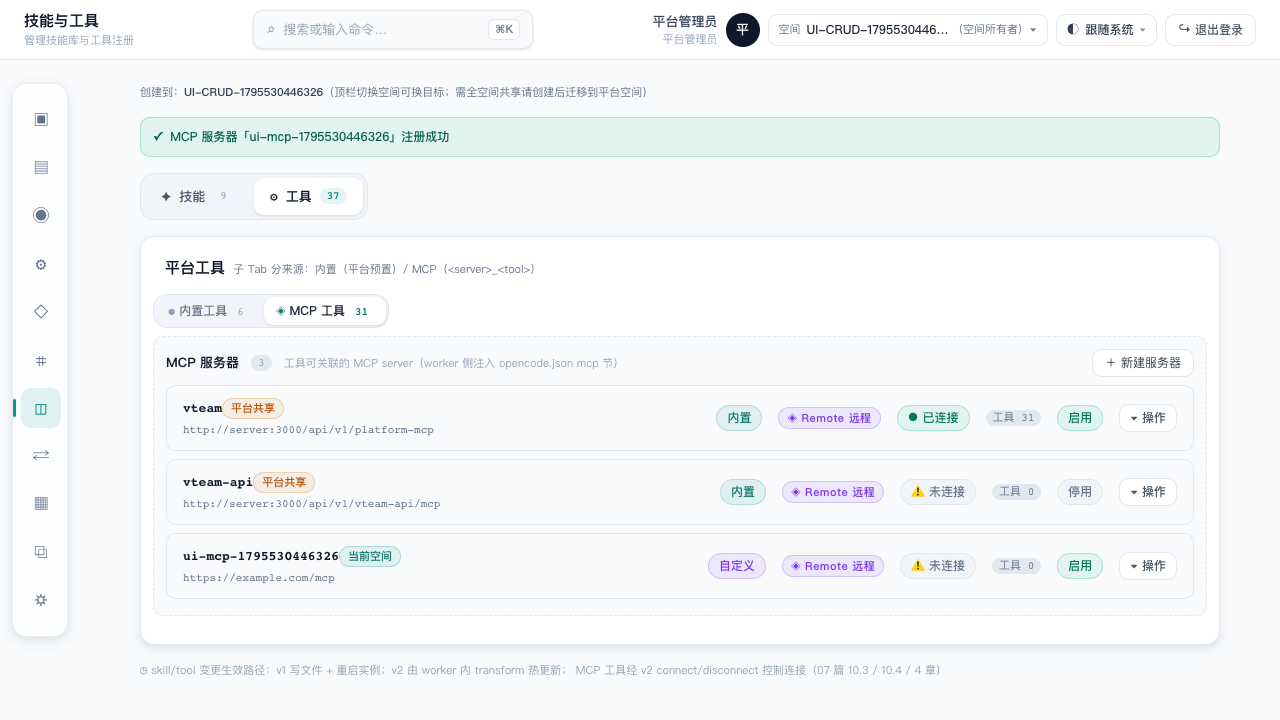 技能与工具
管理技能库与工具注册
搜索或输入命令… ⌘K
平台管理员
平台管理员
平
空间 UI-CRUD-1795530446… (空间所有者)
跟随系统
退出登录
创建到: UI-CRUD-1795530446326 (顶栏切换空间可换目标; 需全空间共享请创建后迁移到平台空间)
✓ MCP 服务器「ui-mcp-1795530446326」注册成功
✦ 技能 9
⚙ 工具 37
平台工具 子 Tab 分来源: 内置 (平台预置) / MCP (<server>_<tool>)
内置工具 6
◈ MCP 工具 31
MCP 服务器 3 工具可关联的 MCP server (worker 侧注入 opencode.json mcp 节)
+ 新建服务器
vteam 平台共享
http://server:3000/api/v1/platform-mcp
内置 ◈ Remote 远程 ● 已连接 工具 31 启用 操作
vteam-api 平台共享
http://server:3000/api/v1/vteam-api/mcp
内置 ◈ Remote 远程 ⚠ 未连接 工具 0 停用 操作
ui-mcp-1795530446326 当前空间
https://example.com/mcp
自定义 ◈ Remote 远程 ⚠ 未连接 工具 0 启用 操作
skill/tool 变更生效路径: v1 写文件 + 重启实例; v2 由 worker 内 transform 热更新; MCP 工具经 v2 connect/disconnect 控制连接 (07 篇 10.3 / 10.4 / 4 章)